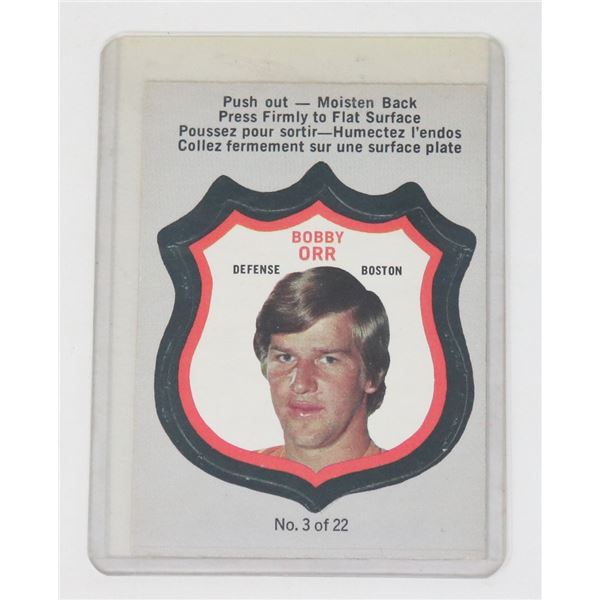 Push out — Moisten Back
Press Firmly to Flat Surface
Poussez pour sortir—Humectez l'endos
Collez fermement sur une surface plate
BOBBY
ORR
DEFENSE BOSTON
No. 3 of 22